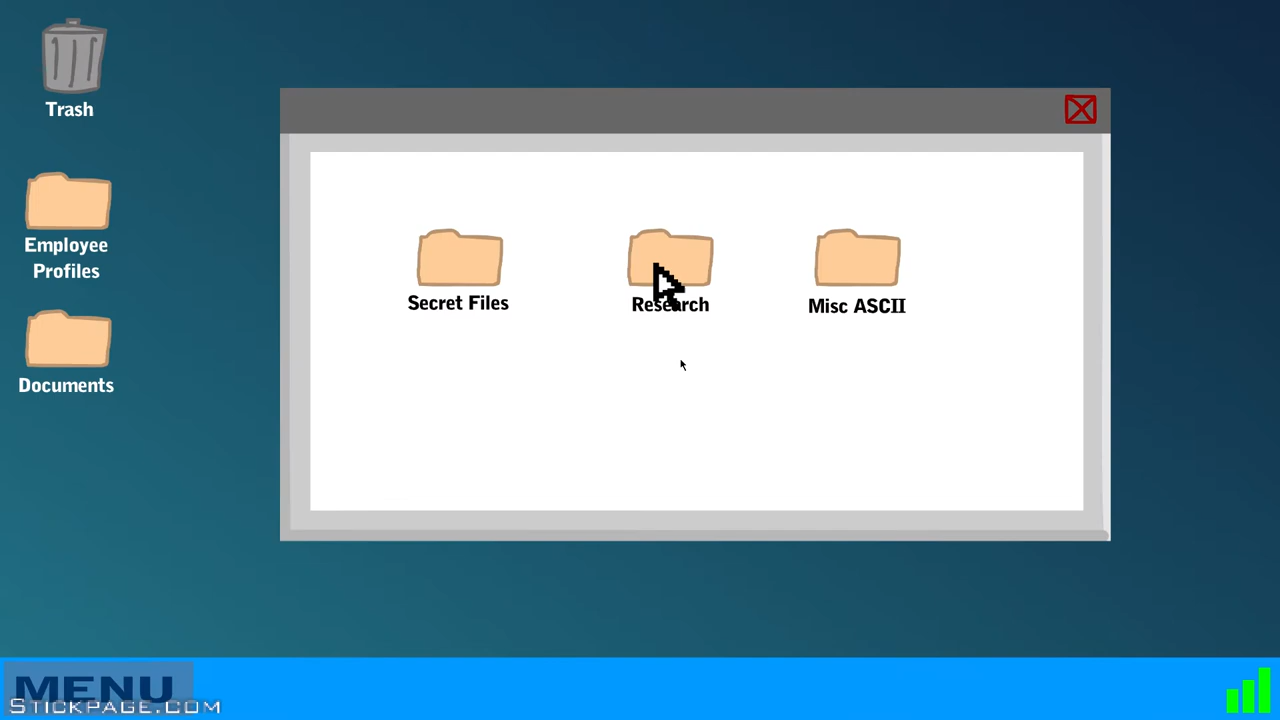 Trash
Employee
Profiles
Documents
Secret Files
Research
Misc ASCII
MENU
STICKPAGE.COM